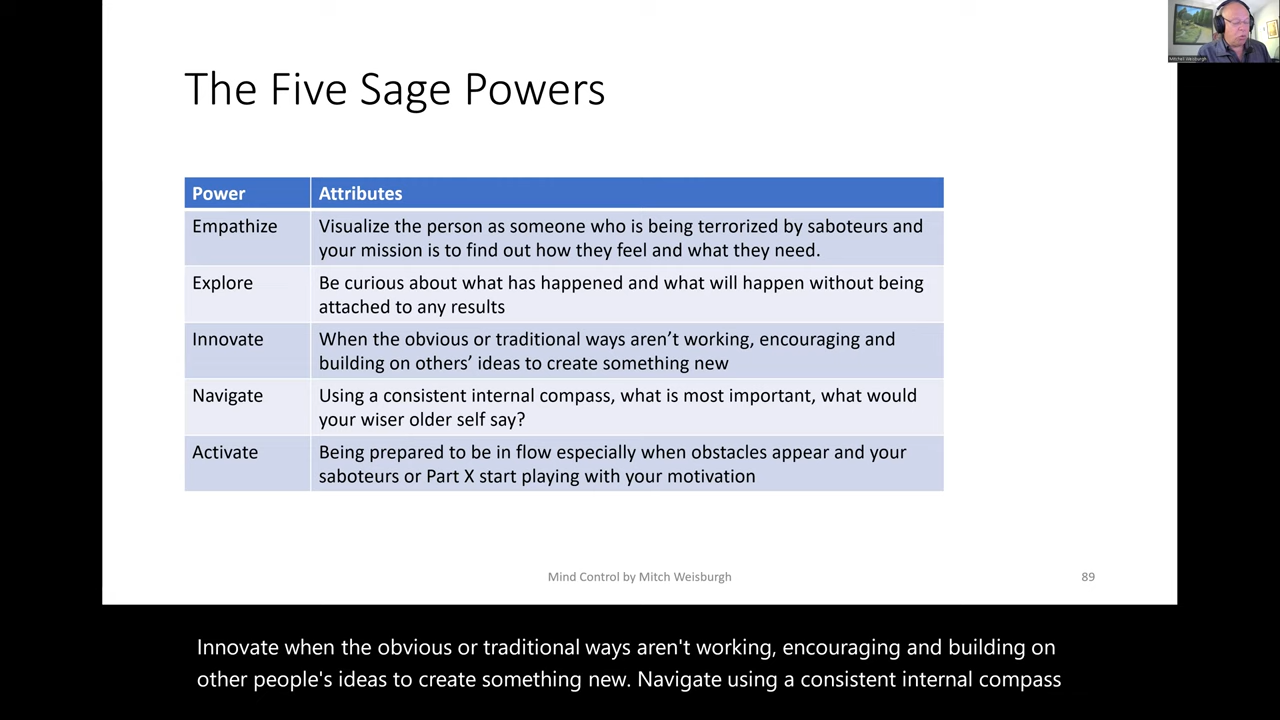 Mitchell Weisburgh
The Five Sage Powers
Power Attributes
Empathize Visualize the person as someone who is being terrorized by saboteurs and
your mission is to find out how they feel and what they need.
Explore Be curious about what has happened and what will happen without being
attached to any results
Innovate When the obvious or traditional ways aren’t working, encouraging and
building on others’ ideas to create something new
Navigate Using a consistent internal compass, what is most important, what would
your wiser older self say?
Activate Being prepared to be in flow especially when obstacles appear and your
saboteurs or Part X start playing with your motivation
Mind Control by Mitch Weisburgh 89
Innovate when the obvious or traditional ways aren't working, encouraging and building on
other people's ideas to create something new. Navigate using a consistent internal compass